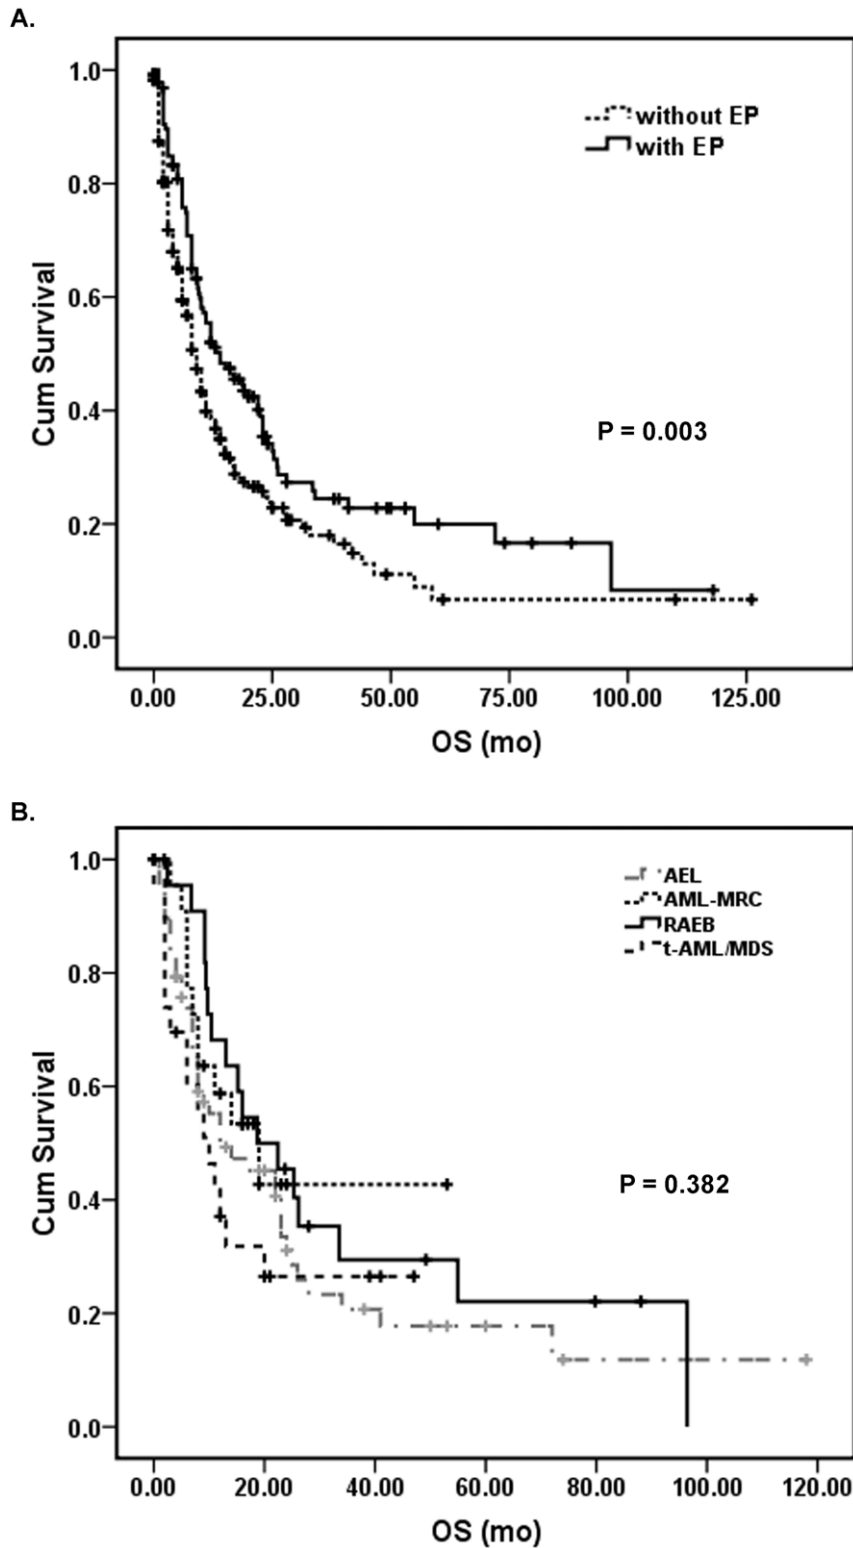 A.
1.0
0.8
0.6
0.4
0.2
0.0
Cum Survival
without EP
with EP
P = 0.003
0.00 25.00 50.00 75.00 100.00 125.00
OS (mo)
B.
1.0
0.8
0.6
0.4
0.2
0.0
Cum Survival
AEL
AML-MRC
RAEB
t-AML/MDS
P = 0.382
0.00 20.00 40.00 60.00 80.00 100.00 120.00
OS (mo)